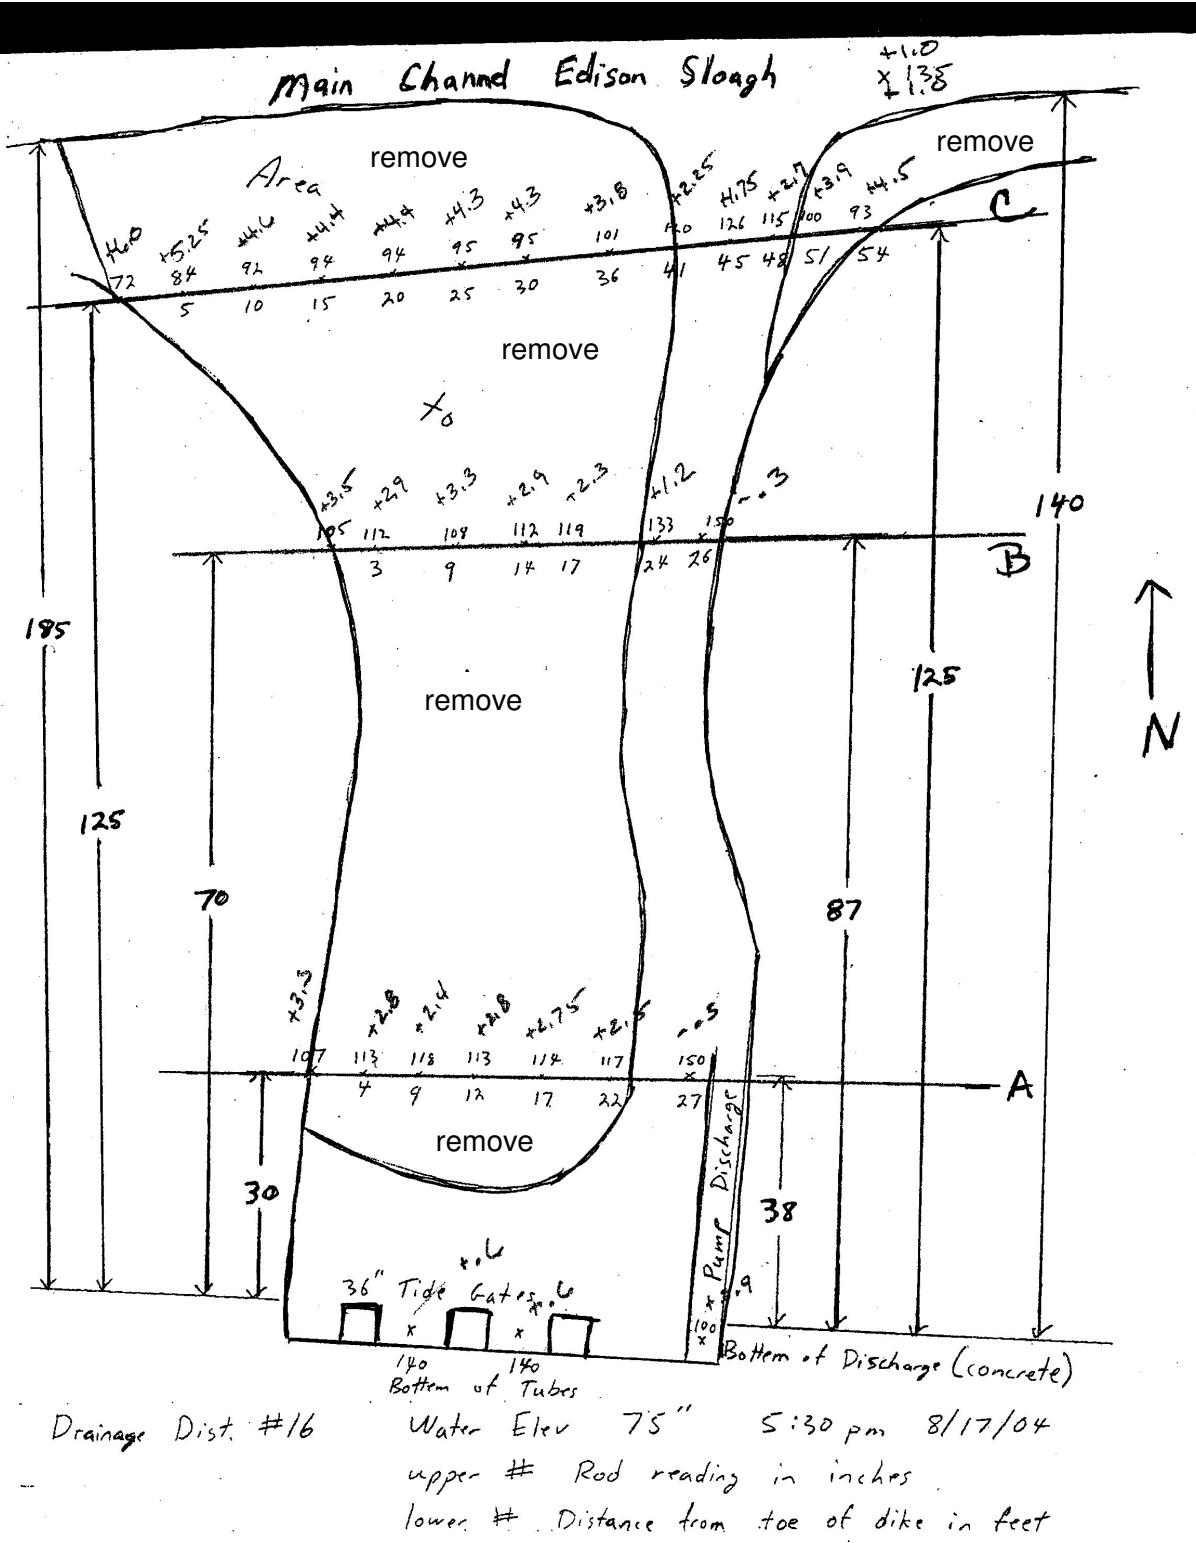 Main Channel Edison Slough
+1.0
x 138
+1.8
remove
remove
Area
+6.0 +5.25 +4.6 +4.4 +4.9 +4.3 +4.3 +3.8 +2.25 +1.75 +2.7 +3.9 +4.5
C
72 84 92 94 94 95 95 101 120 126 115 100 93
5 10 15 20 25 30 36 41 45 48 51 54
remove
X₀
+3.5 +2.9 +3.3 +2.9 -2.3 +1.2 -.3
140
105 112 108 112 119 133 150
3 9 14 17 24 26
B
185
125
remove
N
125
70
87
+3.3 +2.8 +2.4 +2.8 +2.75 +2.5 -.5
107 113 118 113 114 117 150
A
4 9 12 17 22 27
remove
30
38
x Pump Discharge
+.6
36" Tide Gates
+.6
.9
100
x
x x
140 140
Bottem of Tubes
Bottem of Discharge (concrete)
Drainage Dist. #16 Water Elev 75" 5:30 pm 8/17/04
upper # Rod reading in inches
lower # Distance from toe of dike in feet